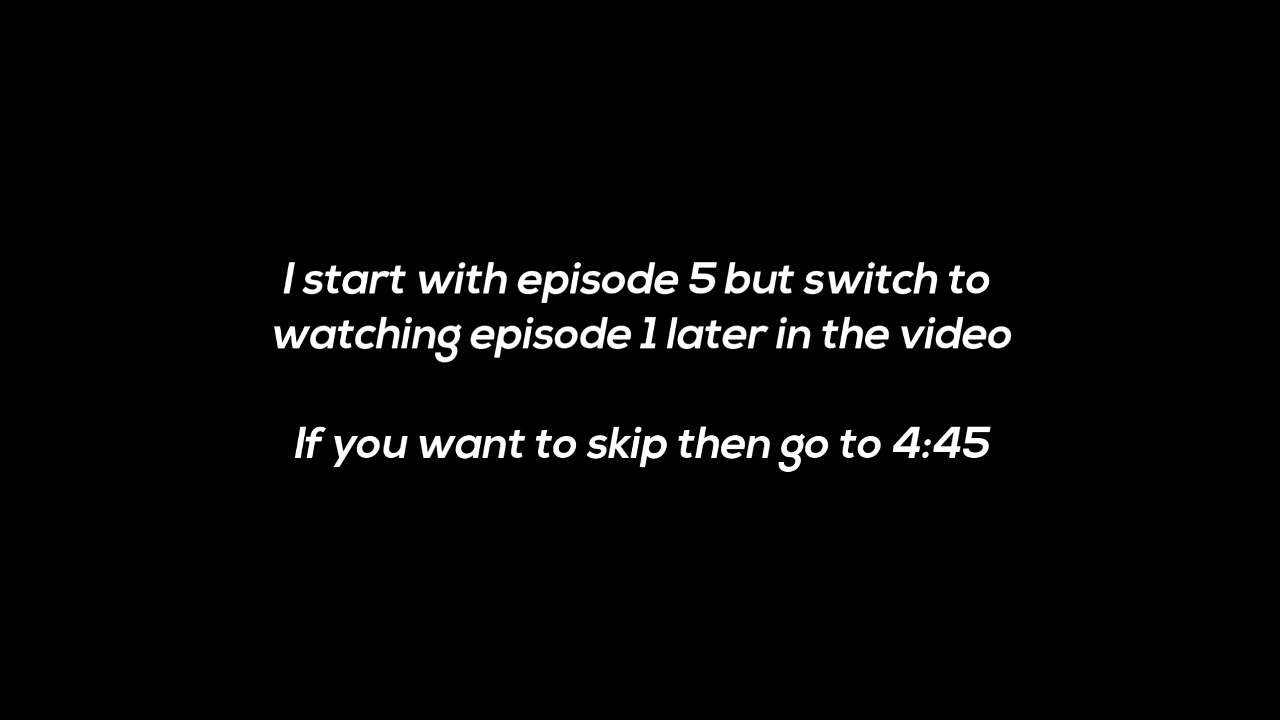 I start with episode 5 but switch to
watching episode 1 later in the video
If you want to skip then go to 4:45